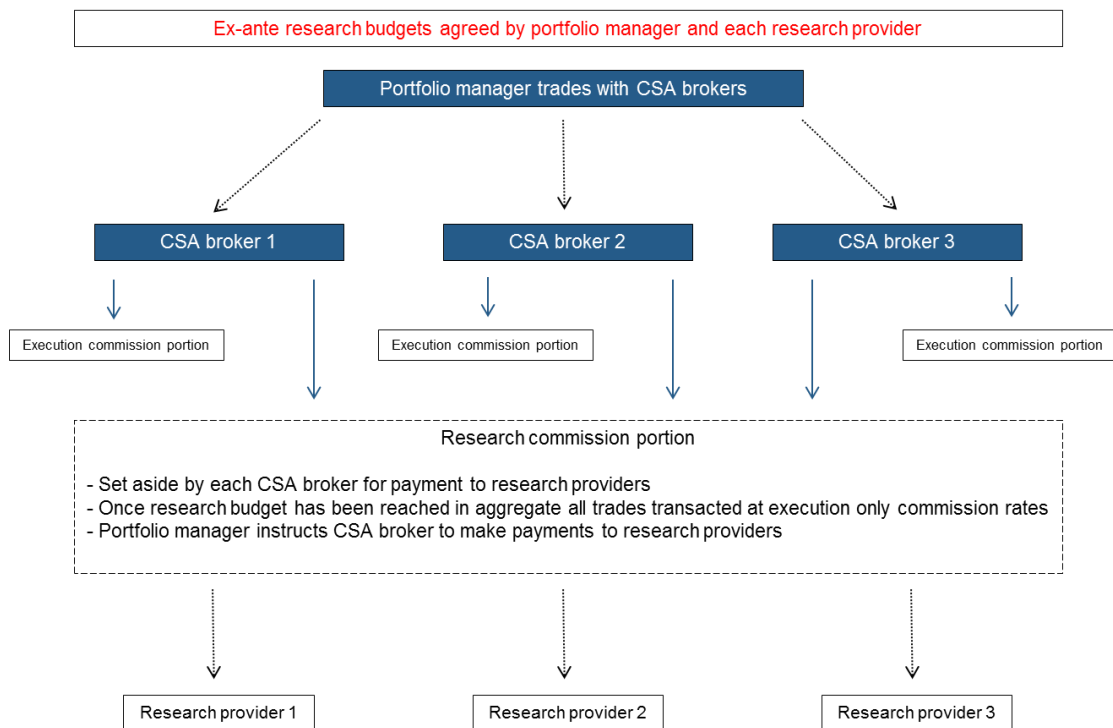 Ex-ante research budgets agreed by portfolio manager and each research provider
Portfolio manager trades with CSA brokers
CSA broker 1
CSA broker 2
CSA broker 3
Execution commission portion
Execution commission portion
Execution commission portion
Research commission portion
- Set aside by each CSA broker for payment to research providers
- Once research budget has been reached in aggregate all trades transacted at execution only commission rates
- Portfolio manager instructs CSA broker to make payments to research providers
Research provider 1
Research provider 2
Research provider 3